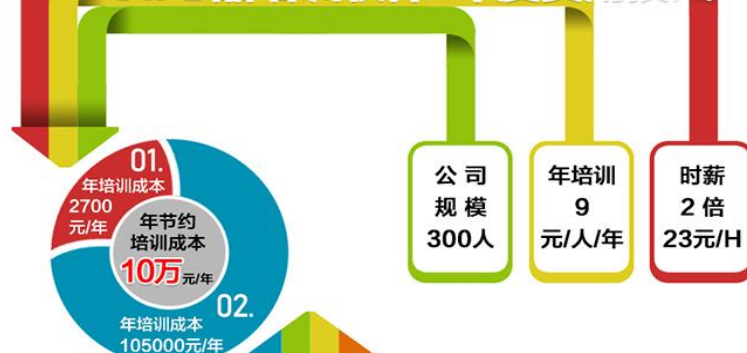 公司
规模
300人
年培训
9
元/人/年
时薪
2倍
23元/H
01.
年培训成本
2700
元/年
年节约
培训成本
10万元/年
02.
年培训成本
105000元/年